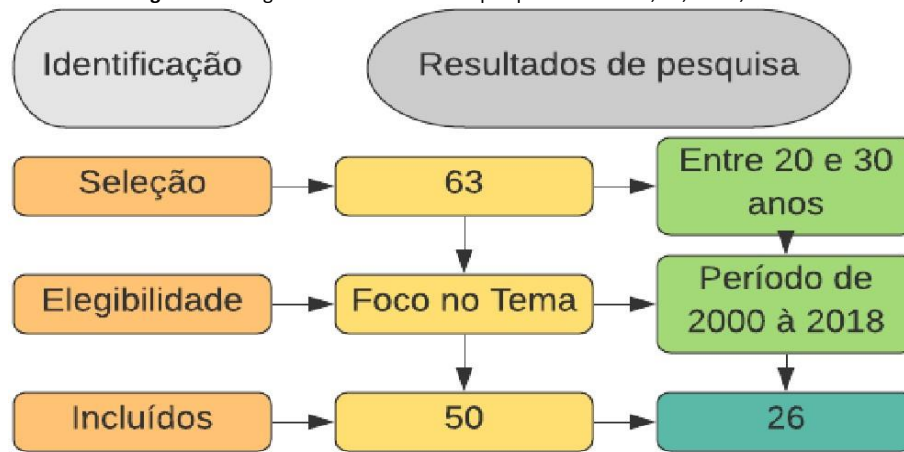 Identificação
Resultados de pesquisa
Seleção
63
Entre 20 e 30
anos
Elegibilidade
Foco no Tema
Período de
2000 à 2018
Incluídos
50
26